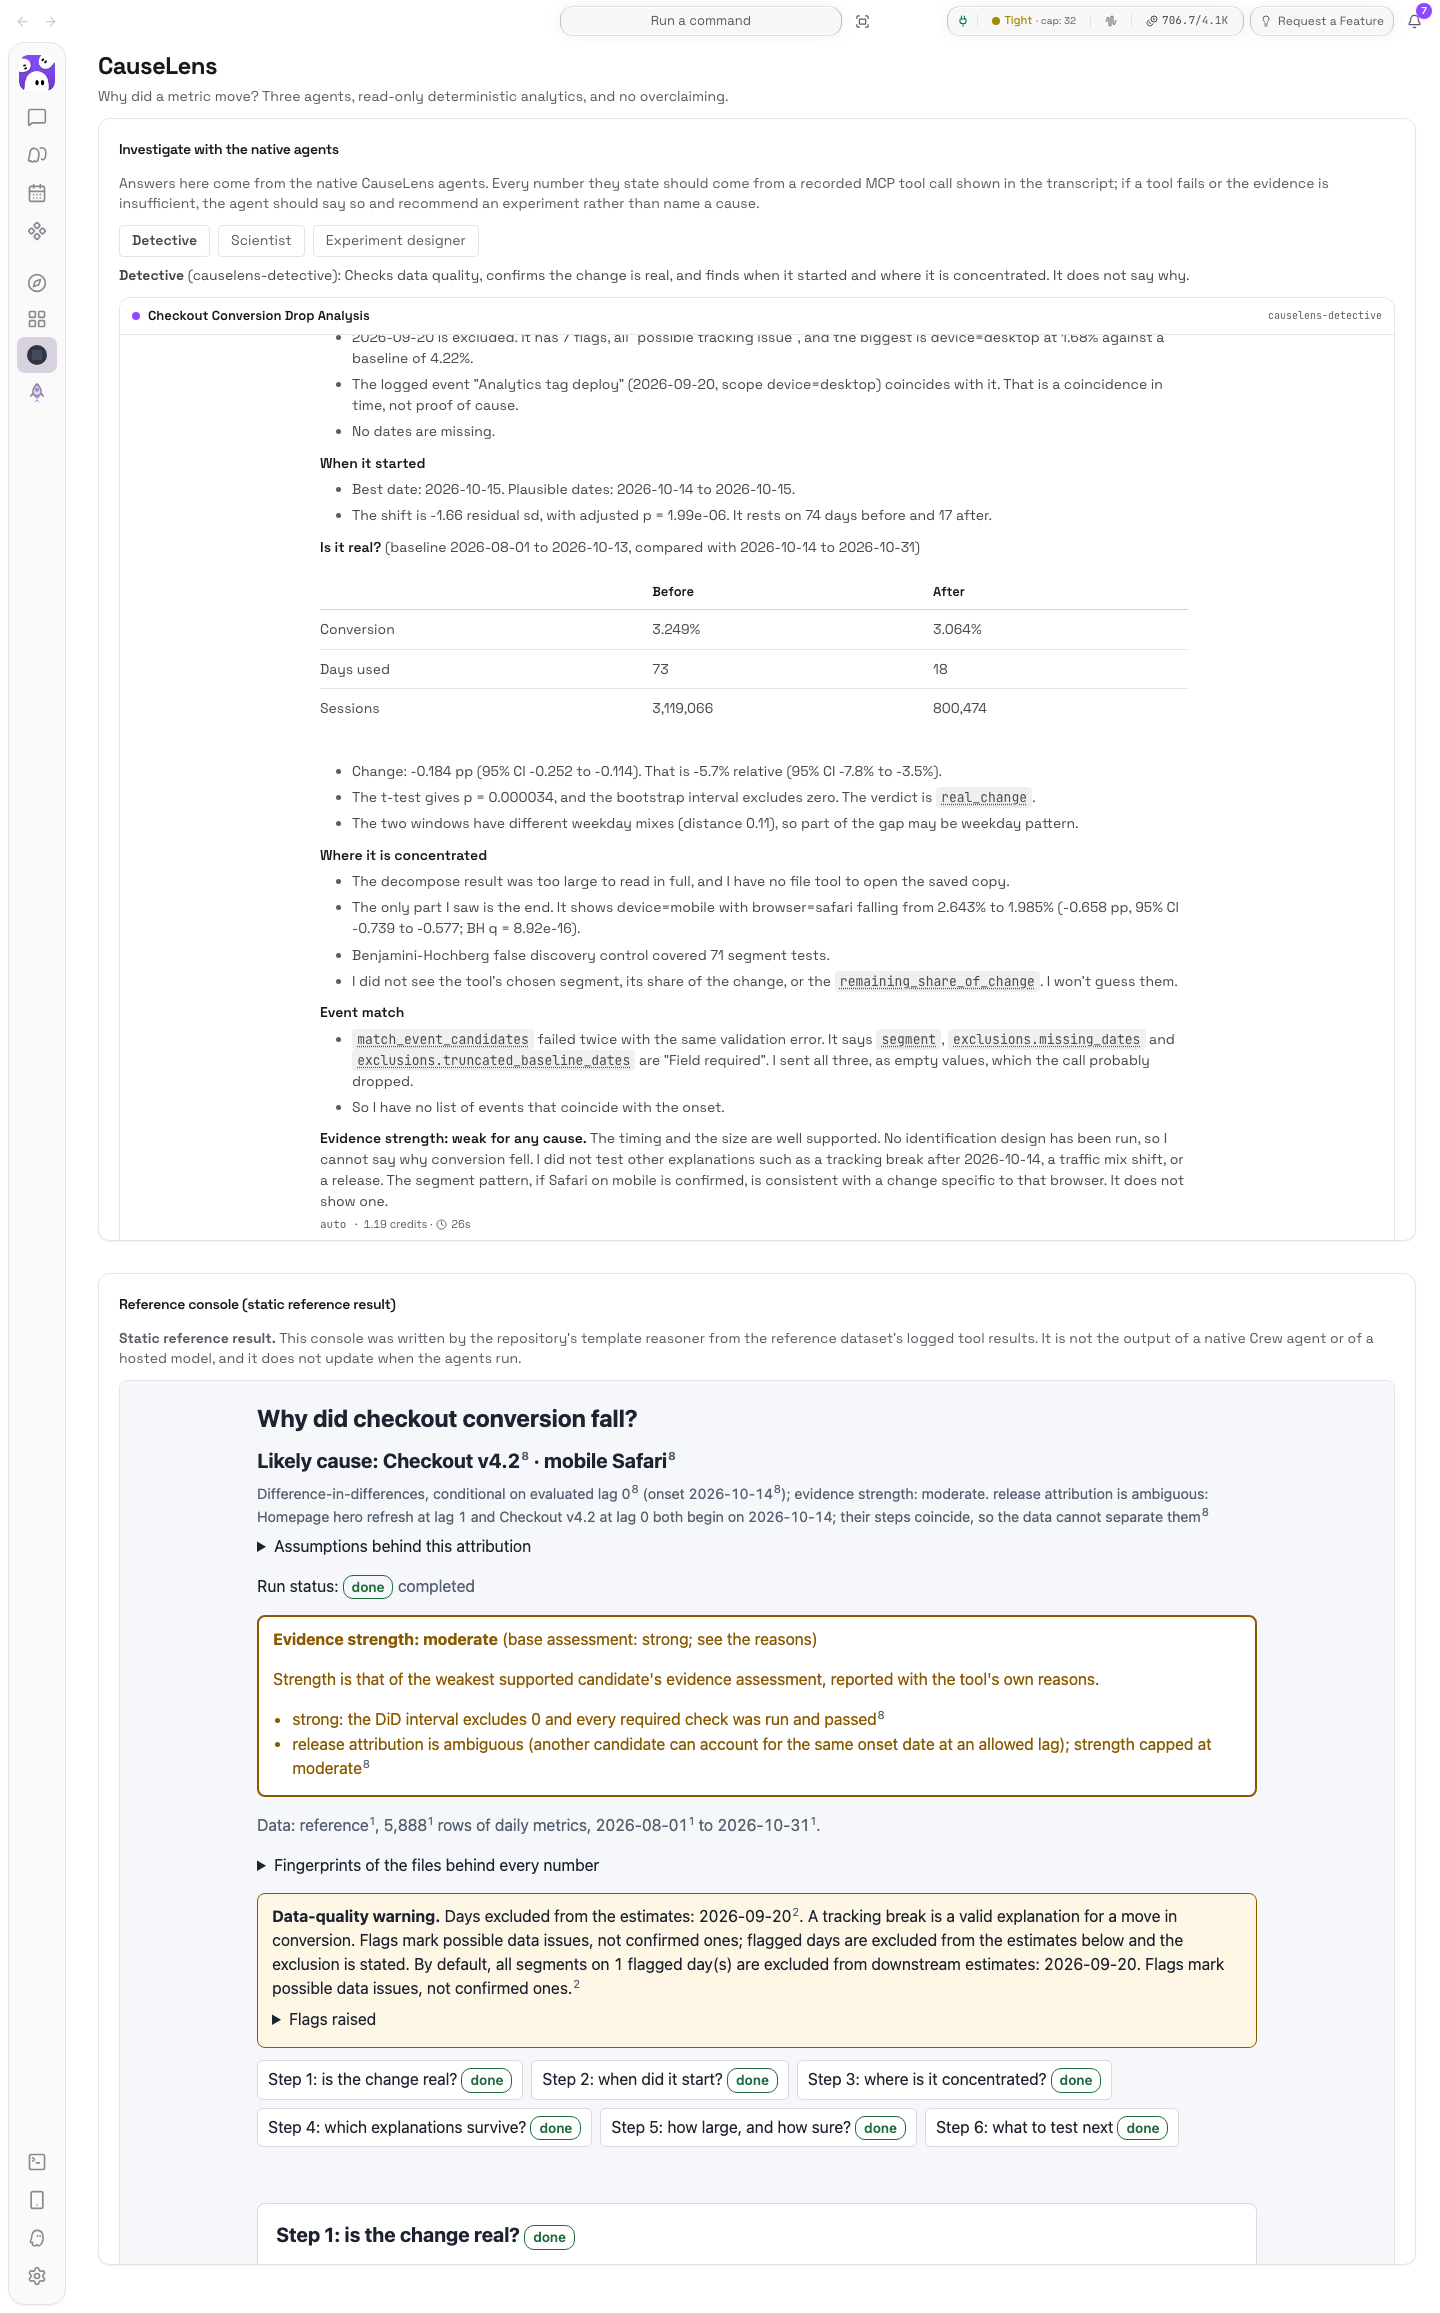 Run a command
Tight · cap: 32
706.7/4.1K
Request a Feature
7
CauseLens
Why did a metric move? Three agents, read-only deterministic analytics, and no overclaiming.
Investigate with the native agents
Answers here come from the native CauseLens agents. Every number they state should come from a recorded MCP tool call shown in the transcript; if a tool fails or the evidence is
insufficient, the agent should say so and recommend an experiment rather than name a cause.
Detective
Scientist
Experiment designer
Detective (causelens-detective): Checks data quality, confirms the change is real, and finds when it started and where it is concentrated. It does not say why.
Checkout Conversion Drop Analysis
causelens-detective
2026-09-20 is excluded. It has 7 flags, all "possible tracking issue", and the biggest is device=desktop at 1.68% against a
baseline of 4.22%.
The logged event "Analytics tag deploy" (2026-09-20, scope device=desktop) coincides with it. That is a coincidence in
time, not proof of cause.
No dates are missing.
When it started
Best date: 2026-10-15. Plausible dates: 2026-10-14 to 2026-10-15.
The shift is -1.66 residual sd, with adjusted p = 1.99e-06. It rests on 74 days before and 17 after.
Is it real? (baseline 2026-08-01 to 2026-10-13, compared with 2026-10-14 to 2026-10-31)
Before After
Conversion 3.249% 3.064%
Days used 73 18
Sessions 3,119,066 800,474
Change: -0.184 pp (95% CI -0.252 to -0.114). That is -5.7% relative (95% CI -7.8% to -3.5%).
The t-test gives p = 0.000034, and the bootstrap interval excludes zero. The verdict is real_change.
The two windows have different weekday mixes (distance 0.11), so part of the gap may be weekday pattern.
Where it is concentrated
The decompose result was too large to read in full, and I have no file tool to open the saved copy.
The only part I saw is the end. It shows device=mobile with browser=safari falling from 2.643% to 1.985% (-0.658 pp, 95% CI
-0.739 to -0.577; BH q = 8.92e-16).
Benjamini-Hochberg false discovery control covered 71 segment tests.
I did not see the tool's chosen segment, its share of the change, or the remaining_share_of_change. I won't guess them.
Event match
match_event_candidates failed twice with the same validation error. It says segment, exclusions.missing_dates and
exclusions.truncated_baseline_dates are "Field required". I sent all three, as empty values, which the call probably
dropped.
So I have no list of events that coincide with the onset.
Evidence strength: weak for any cause. The timing and the size are well supported. No identification design has been run, so I
cannot say why conversion fell. I did not test other explanations such as a tracking break after 2026-10-14, a traffic mix shift, or
a release. The segment pattern, if Safari on mobile is confirmed, is consistent with a change specific to that browser. It does not
show one.
auto · 1.19 credits · 26s
Reference console (static reference result)
Static reference result. This console was written by the repository's template reasoner from the reference dataset's logged tool results. It is not the output of a native Crew agent or of a
hosted model, and it does not update when the agents run.
Why did checkout conversion fall?
Likely cause: Checkout v4.2⁸ · mobile Safari⁸
Difference-in-differences, conditional on evaluated lag 0⁸ (onset 2026-10-14⁸); evidence strength: moderate. release attribution is ambiguous:
Homepage hero refresh at lag 1 and Checkout v4.2 at lag 0 both begin on 2026-10-14; their steps coincide, so the data cannot separate them⁸
Assumptions behind this attribution
Run status: done completed
Evidence strength: moderate (base assessment: strong; see the reasons)
Strength is that of the weakest supported candidate's evidence assessment, reported with the tool's own reasons.
strong: the DiD interval excludes 0 and every required check was run and passed⁸
release attribution is ambiguous (another candidate can account for the same onset date at an allowed lag); strength capped at
moderate⁸
Data: reference¹, 5,888¹ rows of daily metrics, 2026-08-01¹ to 2026-10-31¹.
Fingerprints of the files behind every number
Data-quality warning. Days excluded from the estimates: 2026-09-20². A tracking break is a valid explanation for a move in
conversion. Flags mark possible data issues, not confirmed ones; flagged days are excluded from the estimates below and the
exclusion is stated. By default, all segments on 1 flagged day(s) are excluded from downstream estimates: 2026-09-20. Flags mark
possible data issues, not confirmed ones.²
Flags raised
Step 1: is the change real? done
Step 2: when did it start? done
Step 3: where is it concentrated? done
Step 4: which explanations survive? done
Step 5: how large, and how sure? done
Step 6: what to test next done
Step 1: is the change real? done